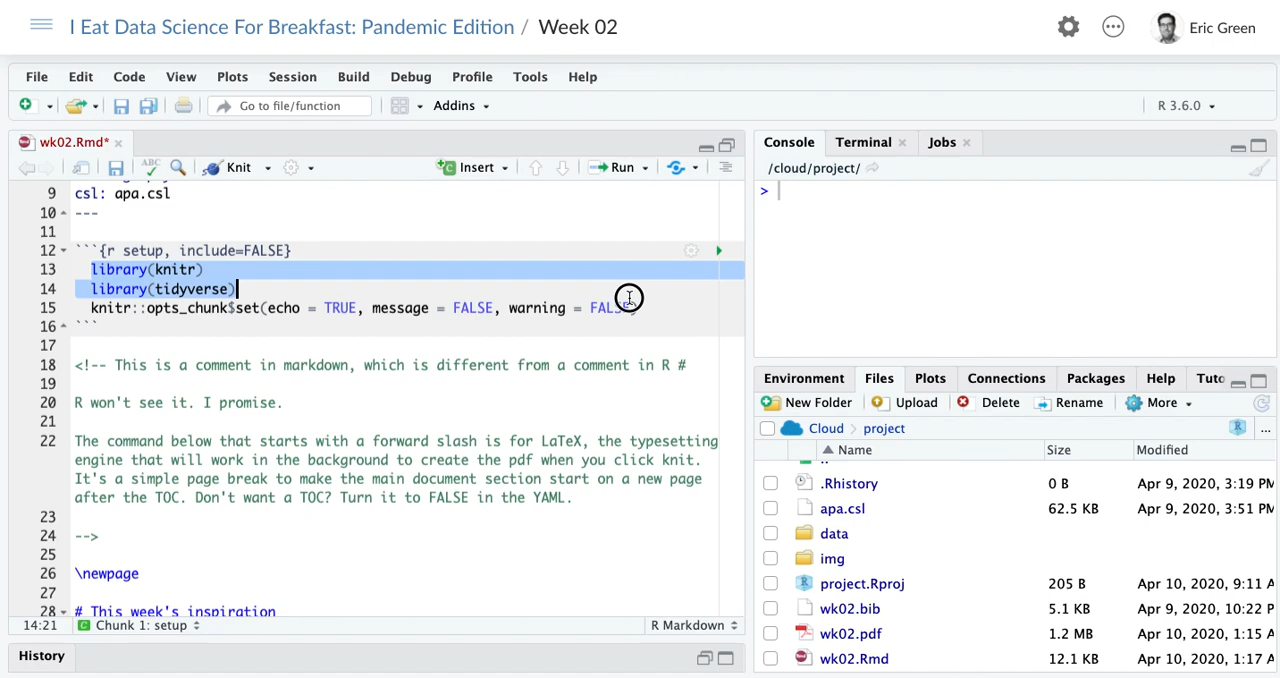 I Eat Data Science For Breakfast: Pandemic Edition / Week 02
Eric Green
File Edit Code View Plots Session Build Debug Profile Tools Help
Go to file/function
Addins
R 3.6.0
wk02.Rmd*
ABC
Knit
Insert
Run
9 csl: apa.csl
10 ---
11
12 ```{r setup, include=FALSE}
13 library(knitr)
14 library(tidyverse)
15 knitr::opts_chunk$set(echo = TRUE, message = FALSE, warning = FALSE)
16 ```
17
18 <!-- This is a comment in markdown, which is different from a comment in R #
19
20 R won't see it. I promise.
21
22 The command below that starts with a forward slash is for LaTeX, the typesetting
engine that will work in the background to create the pdf when you click knit.
It's a simple page break to make the main document section start on a new page
after the TOC. Don't want a TOC? Turn it to FALSE in the YAML.
23
24 -->
25
26 \newpage
27
28 # This week's inspiration
14:21 Chunk 1: setup R Markdown
History
Console Terminal Jobs
/cloud/project/
>
Environment Files Plots Connections Packages Help Tuto
New Folder Upload Delete Rename More
Cloud project R ...
Name Size Modified
..
.Rhistory 0 B Apr 9, 2020, 3:19 PM
apa.csl 62.5 KB Apr 9, 2020, 3:51 PM
data
img
project.Rproj 205 B Apr 10, 2020, 9:11 A
wk02.bib 5.1 KB Apr 9, 2020, 10:22 P
wk02.pdf 1.2 MB Apr 10, 2020, 1:15 A
wk02.Rmd 12.1 KB Apr 10, 2020, 1:17 A